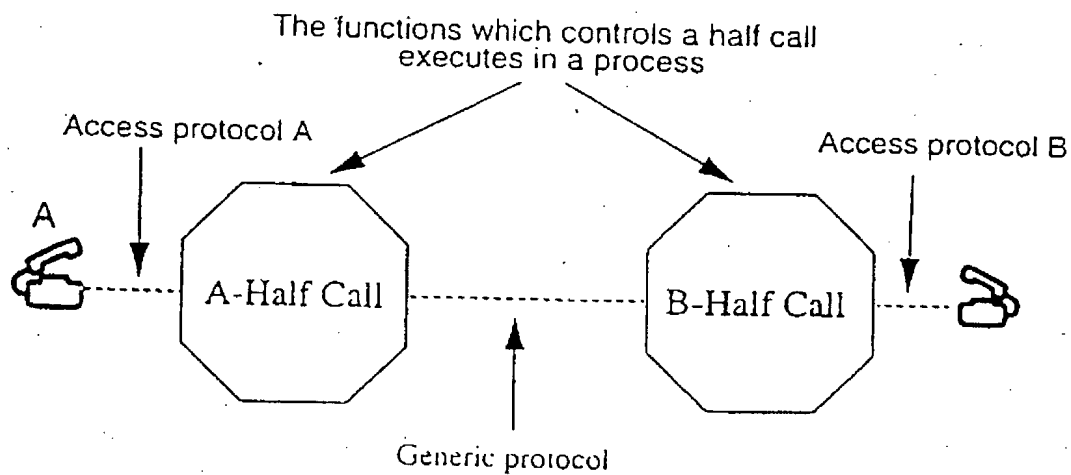 The functions which controls a half call
executes in a process
Access protocol A
Access protocol B
A
A-Half Call
B-Half Call
Generic protocol